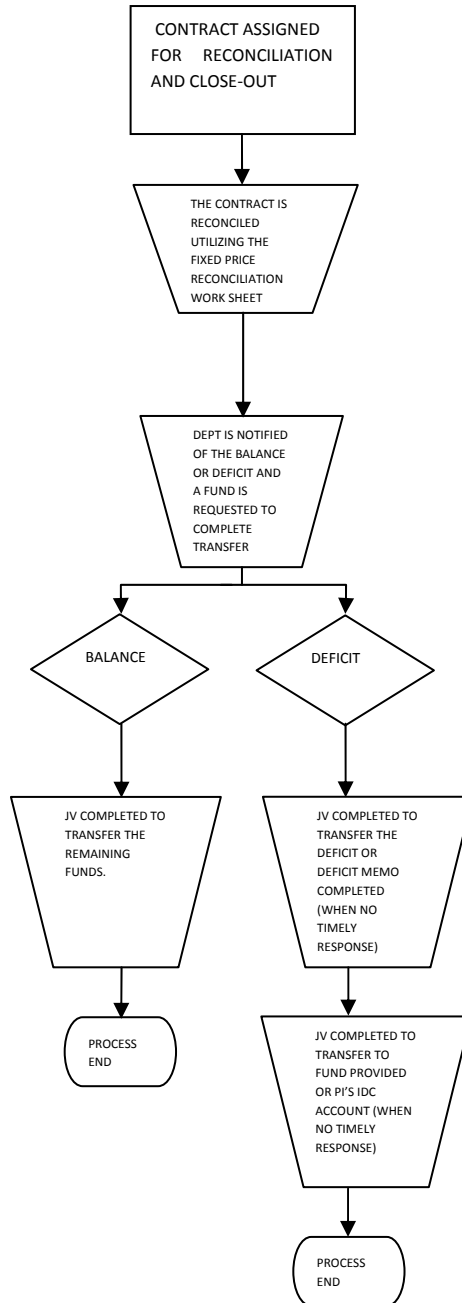 CONTRACT ASSIGNED
FOR RECONCILIATION
AND CLOSE-OUT
THE CONTRACT IS
RECONCILED
UTILIZING THE
FIXED PRICE
RECONCILIATION
WORK SHEET
DEPT IS NOTIFIED
OF THE BALANCE
OR DEFICIT AND
A FUND IS
REQUESTED TO
COMPLETE
TRANSFER
BALANCE
DEFICIT
JV COMPLETED TO
TRANSFER THE
REMAINING
FUNDS.
JV COMPLETED TO
TRANSFER THE
DEFICIT OR
DEFICIT MEMO
COMPLETED
(WHEN NO
TIMELY
RESPONSE)
PROCESS
END
JV COMPLETED TO
TRANSFER TO
FUND PROVIDED
OR PI'S IDC
ACCOUNT (WHEN
NO TIMELY
RESPONSE)
PROCESS
END